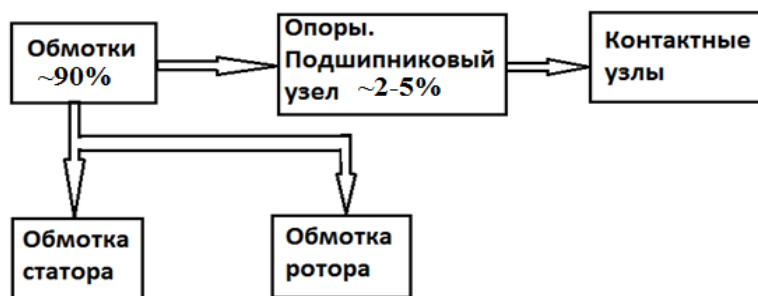 Обмотки
~90%
Опоры.
Подшипниковый
узел ~2-5%
Контактные
узлы
Обмотка
статора
Обмотка
ротора